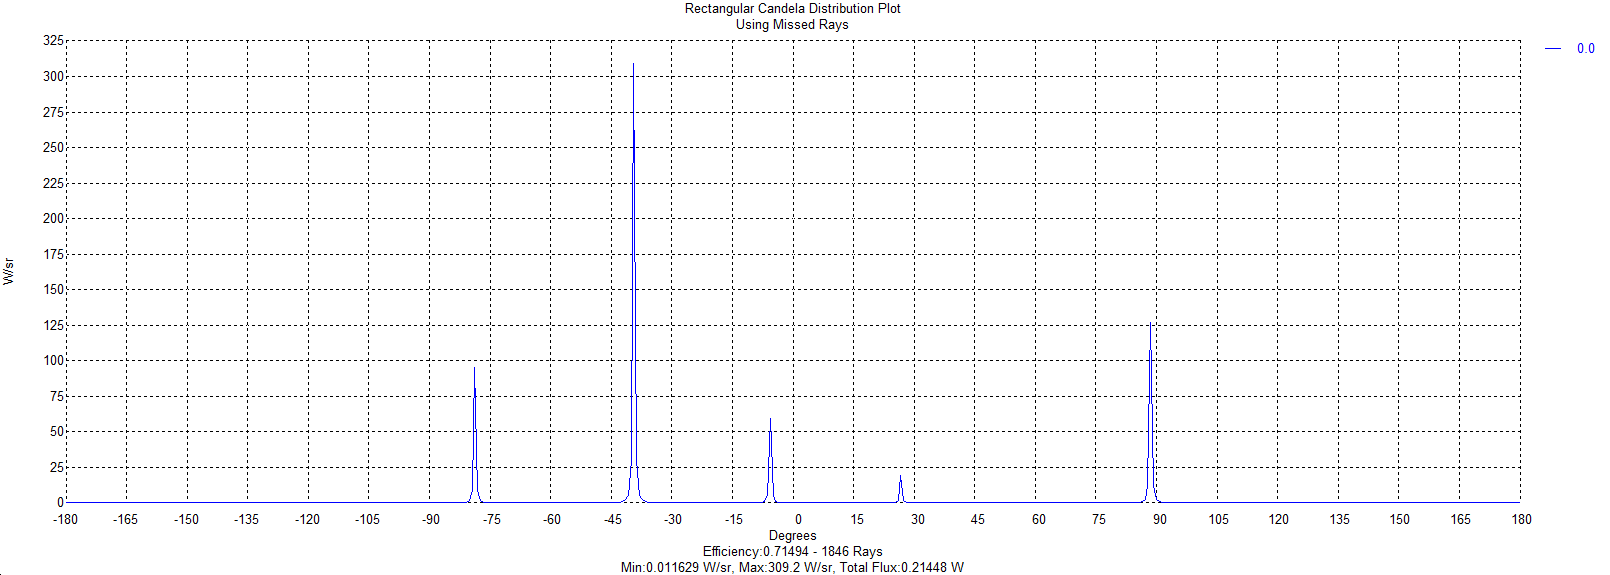 Rectangular Candela Distribution Plot
Using Missed Rays
0.0
325
300
275
250
225
200
175
150
125
100
75
50
25
0
W/sr
-180 -165 -150 -135 -120 -105 -90 -75 -60 -45 -30 -15 0 15 30 45 60 75 90 105 120 135 150 165 180
Degrees
Efficiency:0.71494 - 1846 Rays
Min:0.011629 W/sr, Max:309.2 W/sr, Total Flux:0.21448 W